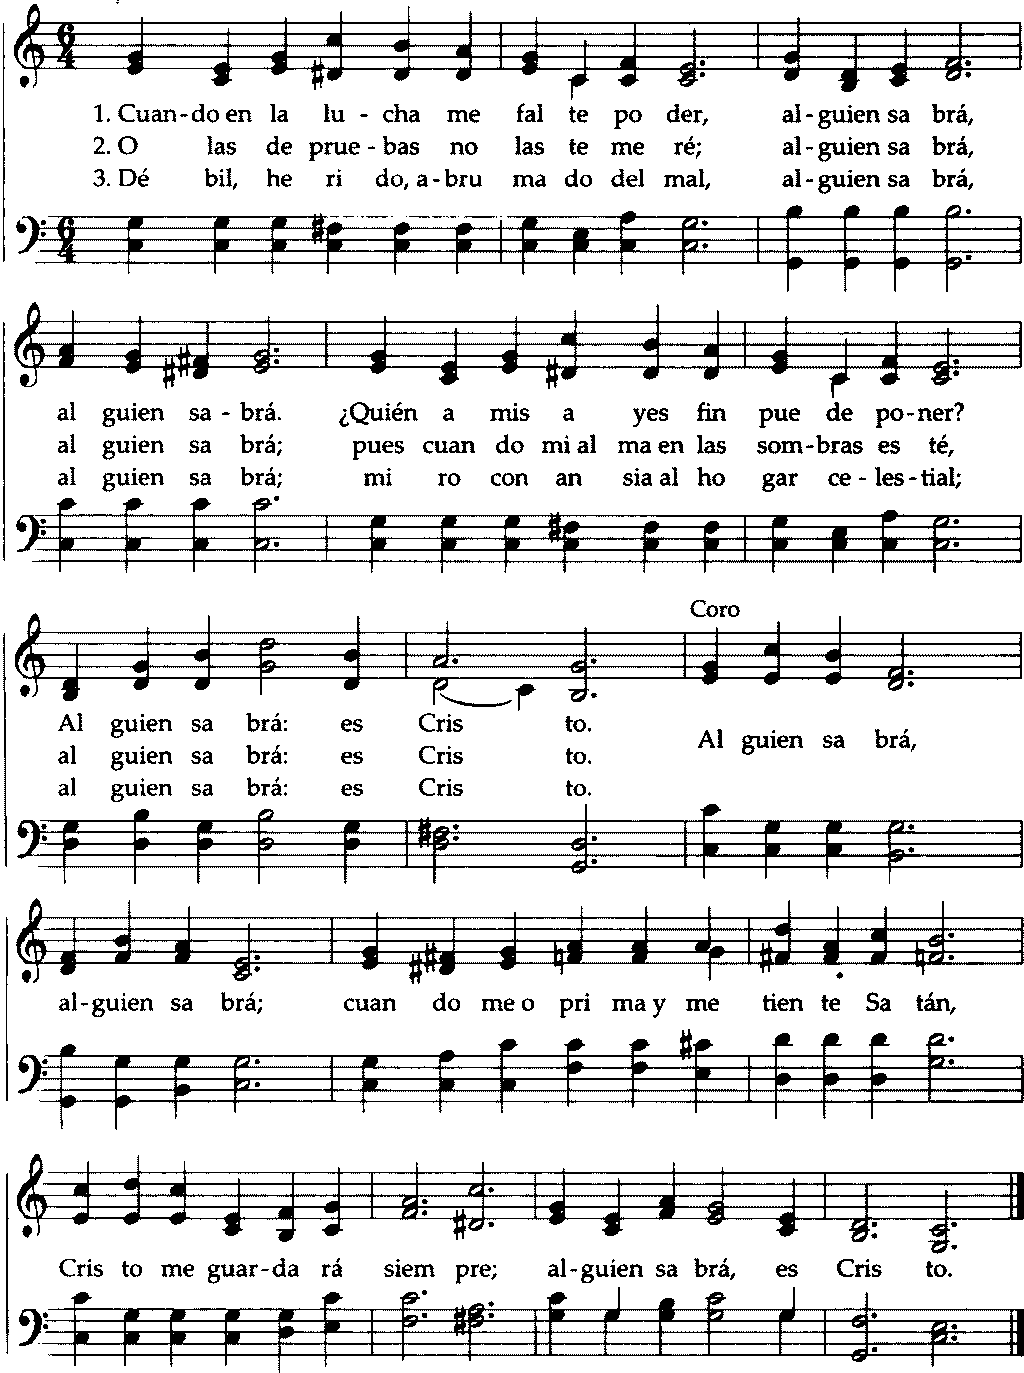 6 4
1. Cuan-do en la lu - cha me fal te po der, al-guien sa brá,
2. O las de prue - bas no las te me ré; al-guien sa brá,
3. Dé bil, he ri do, a-bru ma do del mal, al-guien sa brá,
6 4
al guien sa - brá. ¿Quién a mis a yes fin pue de po-ner?
al guien sa brá; pues cuan do mi al ma en las som-bras es té,
al guien sa brá; mi ro con an sia al ho gar ce - les-tial;
Coro
Al guien sa brá: es Cris to. Al guien sa brá,
al guien sa brá: es Cris to.
al guien sa brá: es Cris to.
al-guien sa brá; cuan do me o pri ma y me tien te Sa tán,
Cris to me guar-da rá siem pre; al-guien sa brá, es Cris to.